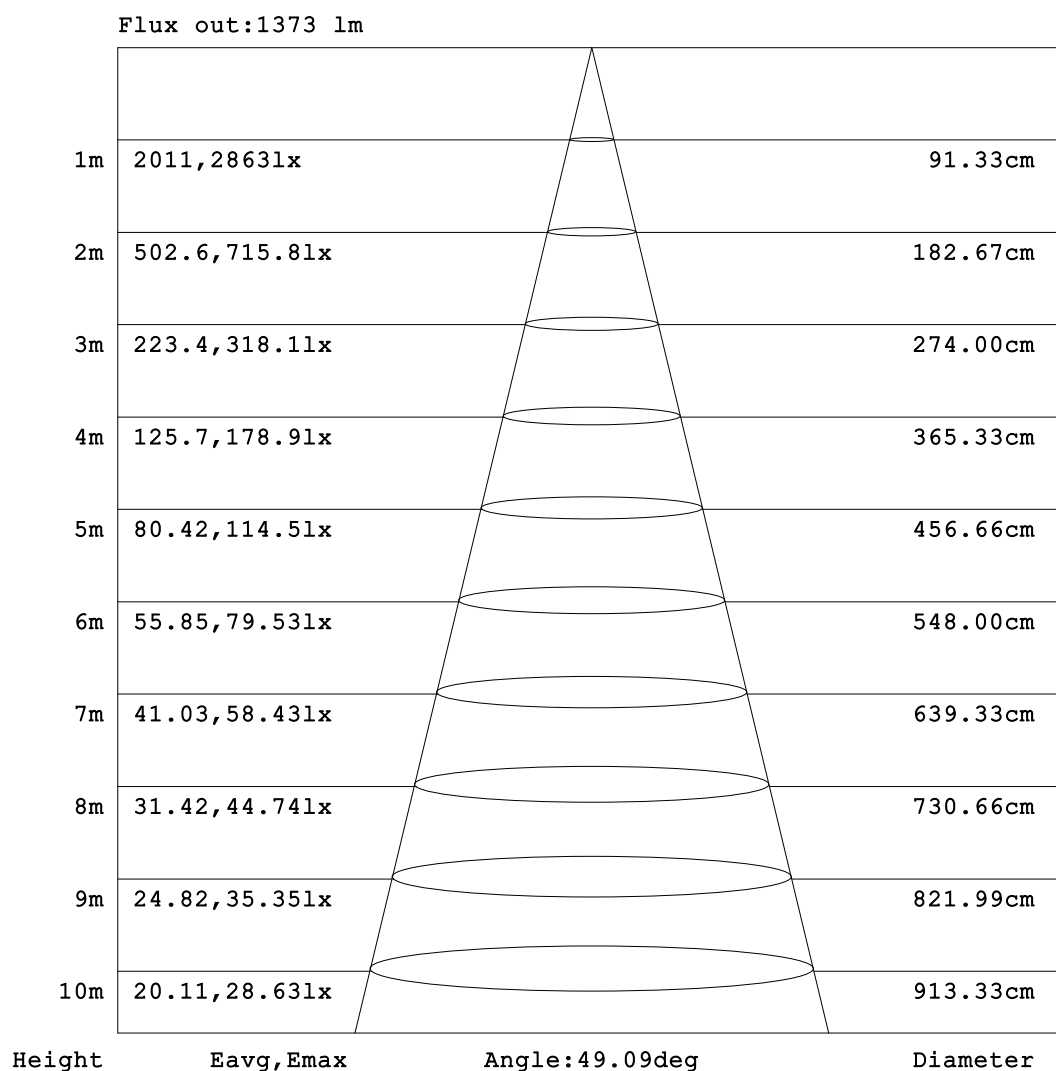 Flux out:1373 lm
1m 2011,2863lx 91.33cm
2m 502.6,715.8lx 182.67cm
3m 223.4,318.1lx 274.00cm
4m 125.7,178.9lx 365.33cm
5m 80.42,114.5lx 456.66cm
6m 55.85,79.53lx 548.00cm
7m 41.03,58.43lx 639.33cm
8m 31.42,44.74lx 730.66cm
9m 24.82,35.35lx 821.99cm
10m 20.11,28.63lx 913.33cm
Height Eavg,Emax Angle:49.09deg Diameter